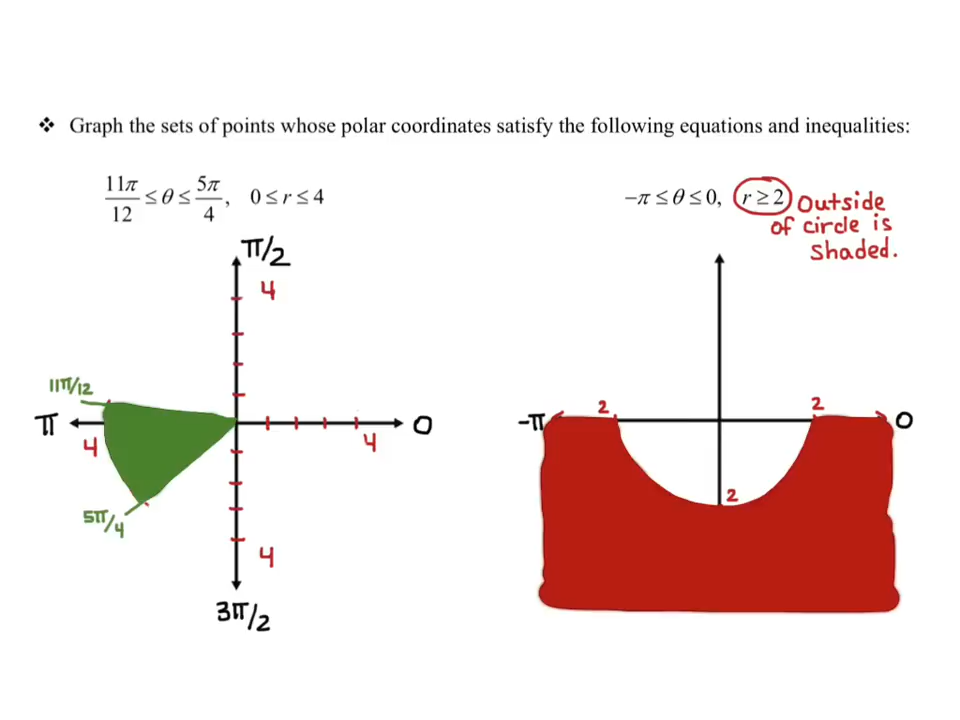 ❖ Graph the sets of points whose polar coordinates satisfy the following equations and inequalities:
11π/12 ≤ θ ≤ 5π/4, 0 ≤ r ≤ 4
-π ≤ θ ≤ 0, r ≥ 2
Outside
of circle is
shaded.
π/2
4
11π/12
π
4
4
0
5π/4
4
3π/2
2
2
-π
0
2